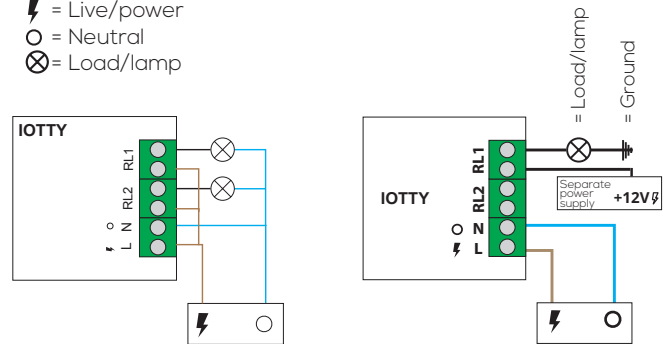 = Live/power
= Neutral
= Load/lamp
IOTTY
RL1
RL2
N
L
= Load/lamp
= Ground
IOTTY
RL1
RL2
N
L
Separate
power
supply
+12V